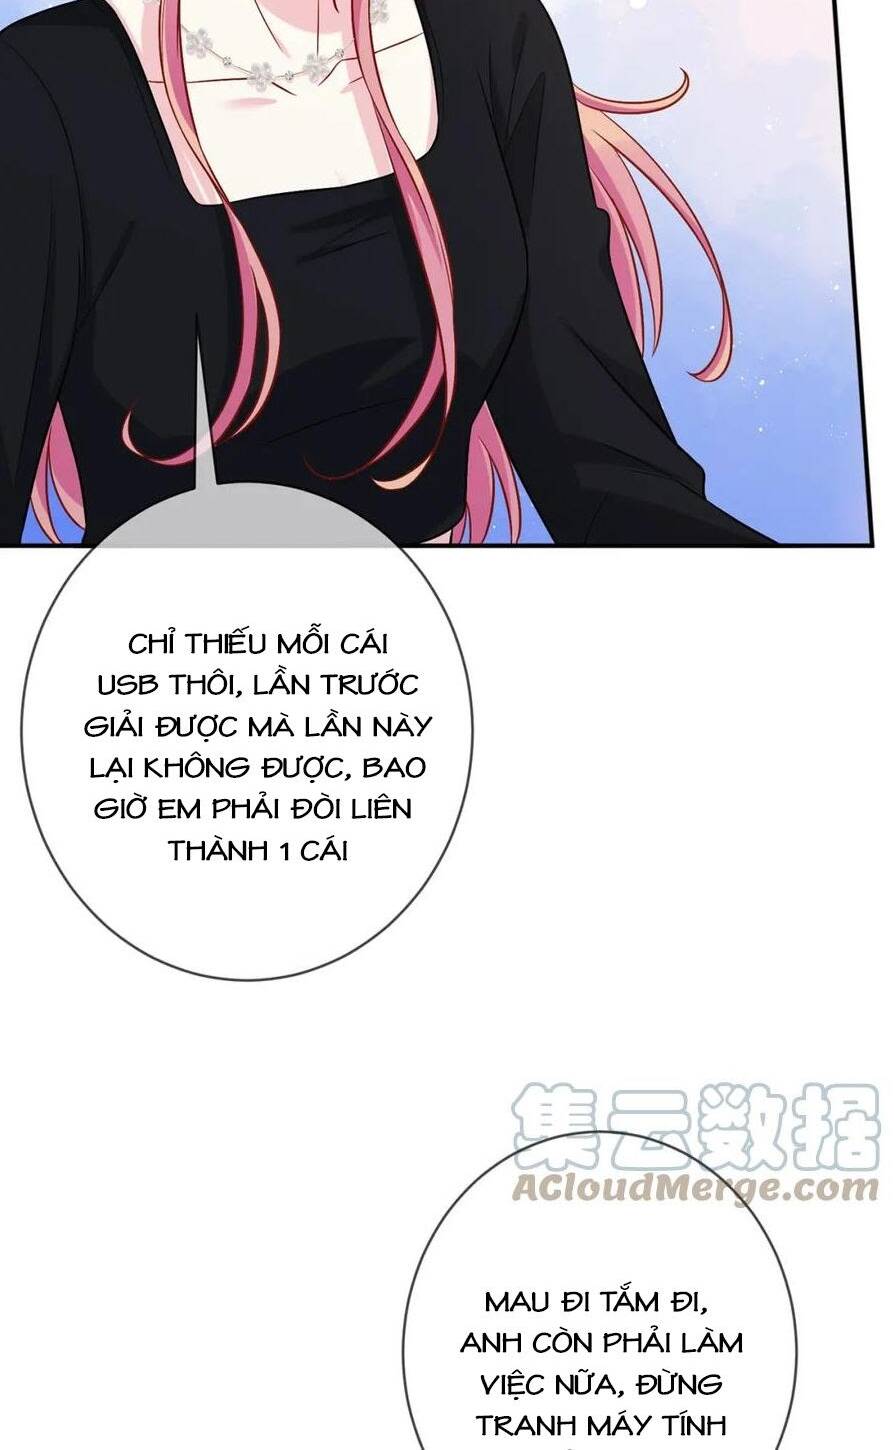 CHỈ THIẾU MỖI CÁI
USB THÔI, LẦN TRƯỚC
GIẢI ĐƯỢC MÀ LẦN NÀY
LẠI KHÔNG ĐƯỢC, BAO
GIỜ EM PHẢI ĐÒI LIÊN
THÀNH 1 CÁI
集云数据
ACloudMerge.com
MAU ĐI TẮM ĐI,
ANH CÒN PHẢI LÀM
VIỆC NỮA, ĐỪNG
TRANH MÁY TÍNH